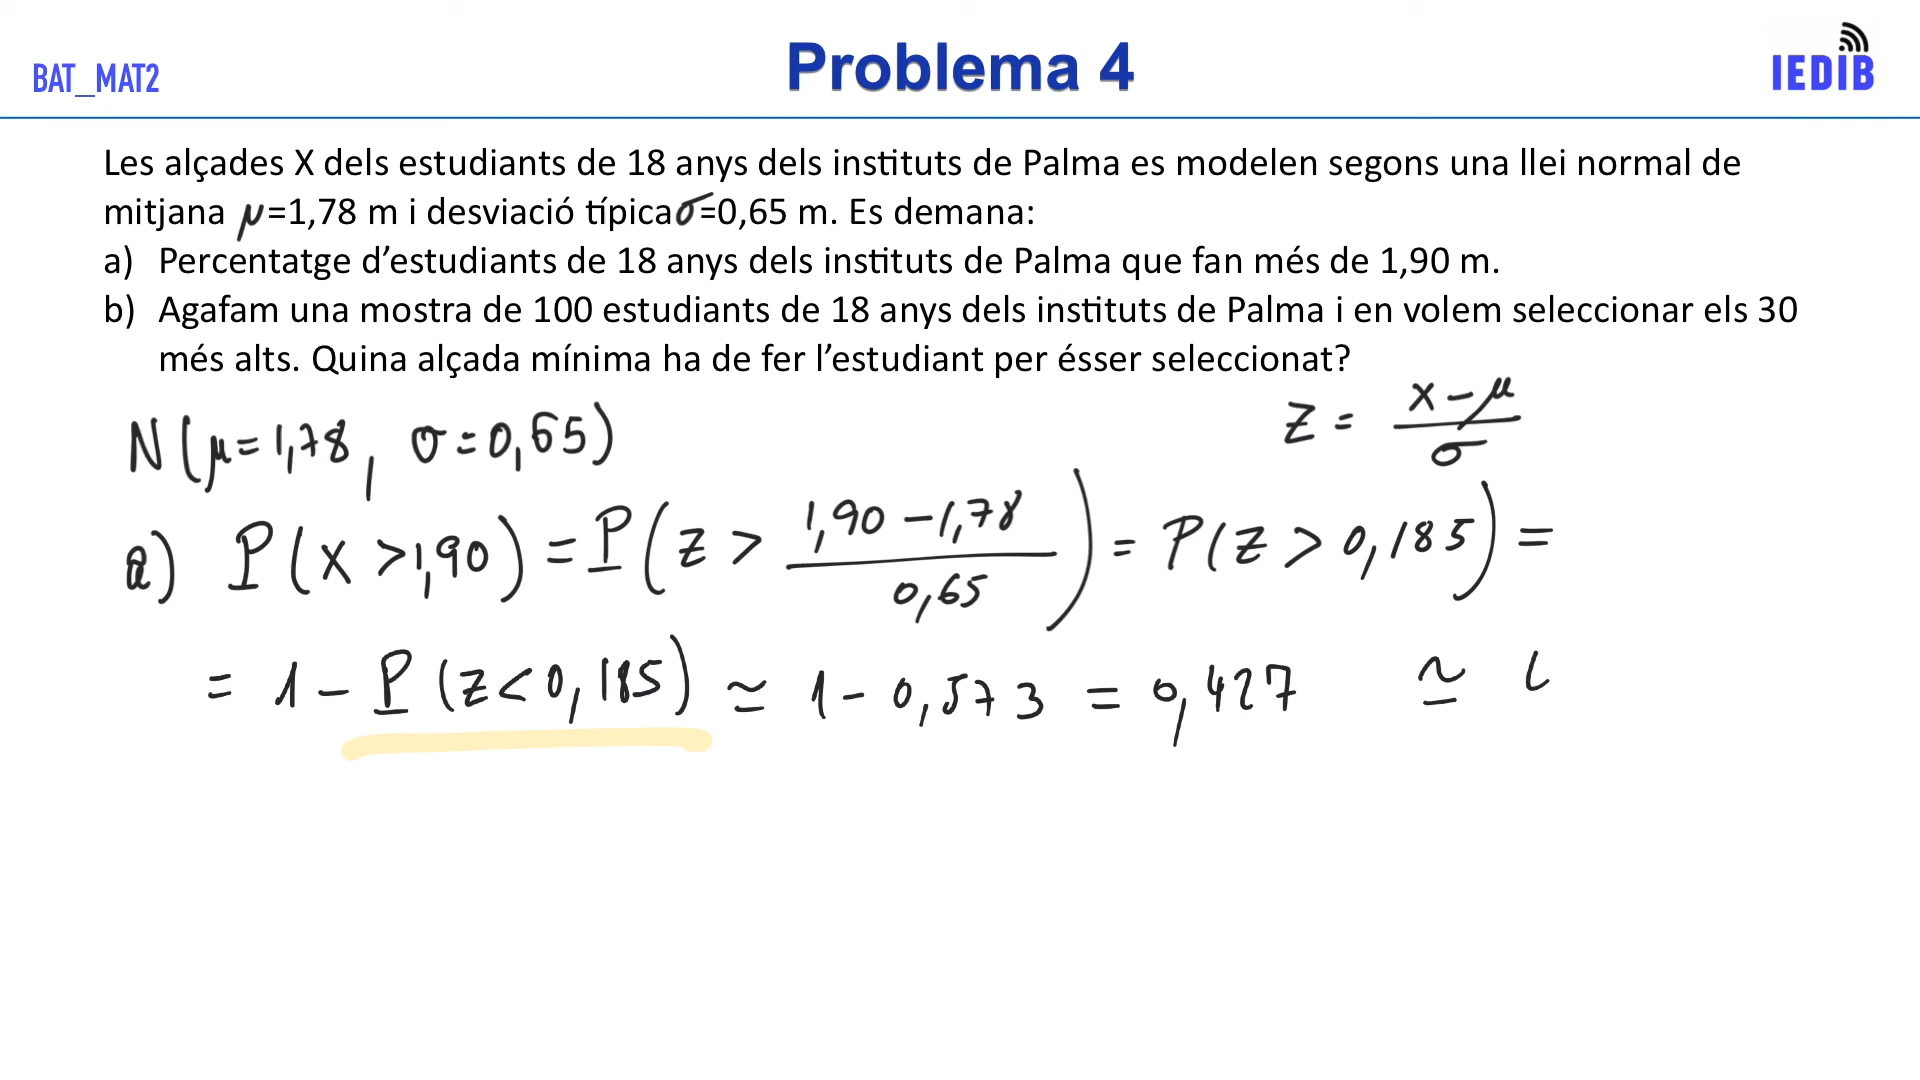 BAT_MAT2
Problema 4
IEDIB
Les alçades X dels estudiants de 18 anys dels instituts de Palma es modelen segons una llei normal de
mitjana μ=1,78 m i desviació típica σ=0,65 m. Es demana:
a) Percentatge d’estudiants de 18 anys dels instituts de Palma que fan més de 1,90 m.
b) Agafam una mostra de 100 estudiants de 18 anys dels instituts de Palma i en volem seleccionar els 30
més alts. Quina alçada mínima ha de fer l’estudiant per ésser seleccionat?
N(μ=1,78, σ=0,65)
z = (x-μ)/σ
a) P(X >1,90) = P(z > (1,90-1,78)/0,65) = P(z > 0,185) =
= 1 - P(z<0,185) ≃ 1 - 0,573 = 0,427 ≃